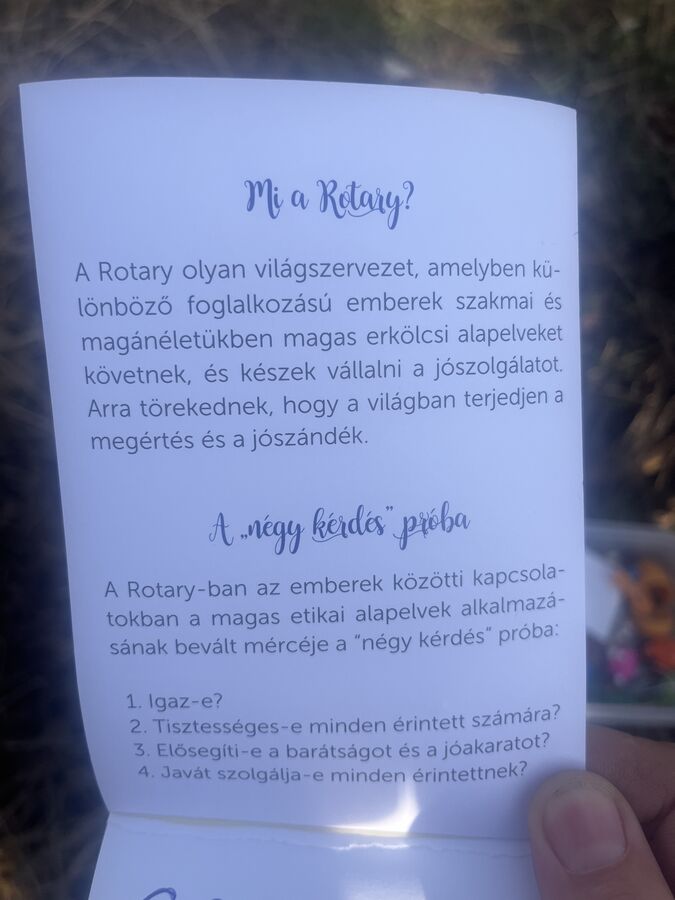 Mi a Rotary?
A Rotary olyan világszervezet, amelyben kü-
lönböző foglalkozású emberek szakmai és
magánéletükben magas erkölcsi alapelveket
követnek, és készek vállalni a jószolgálatot.
Arra törekednek, hogy a világban terjedjen a
megértés és a jószándék.
A „négy kérdés” próba
A Rotary-ban az emberek közötti kapcsola-
tokban a magas etikai alapelvek alkalmazá-
sának bevált mércéje a “négy kérdés” próba:
1. Igaz-e?
2. Tisztességes-e minden érintett számára?
3. Elősegíti-e a barátságot és a jóakaratot?
4. Javát szolgálja-e minden érintettnek?